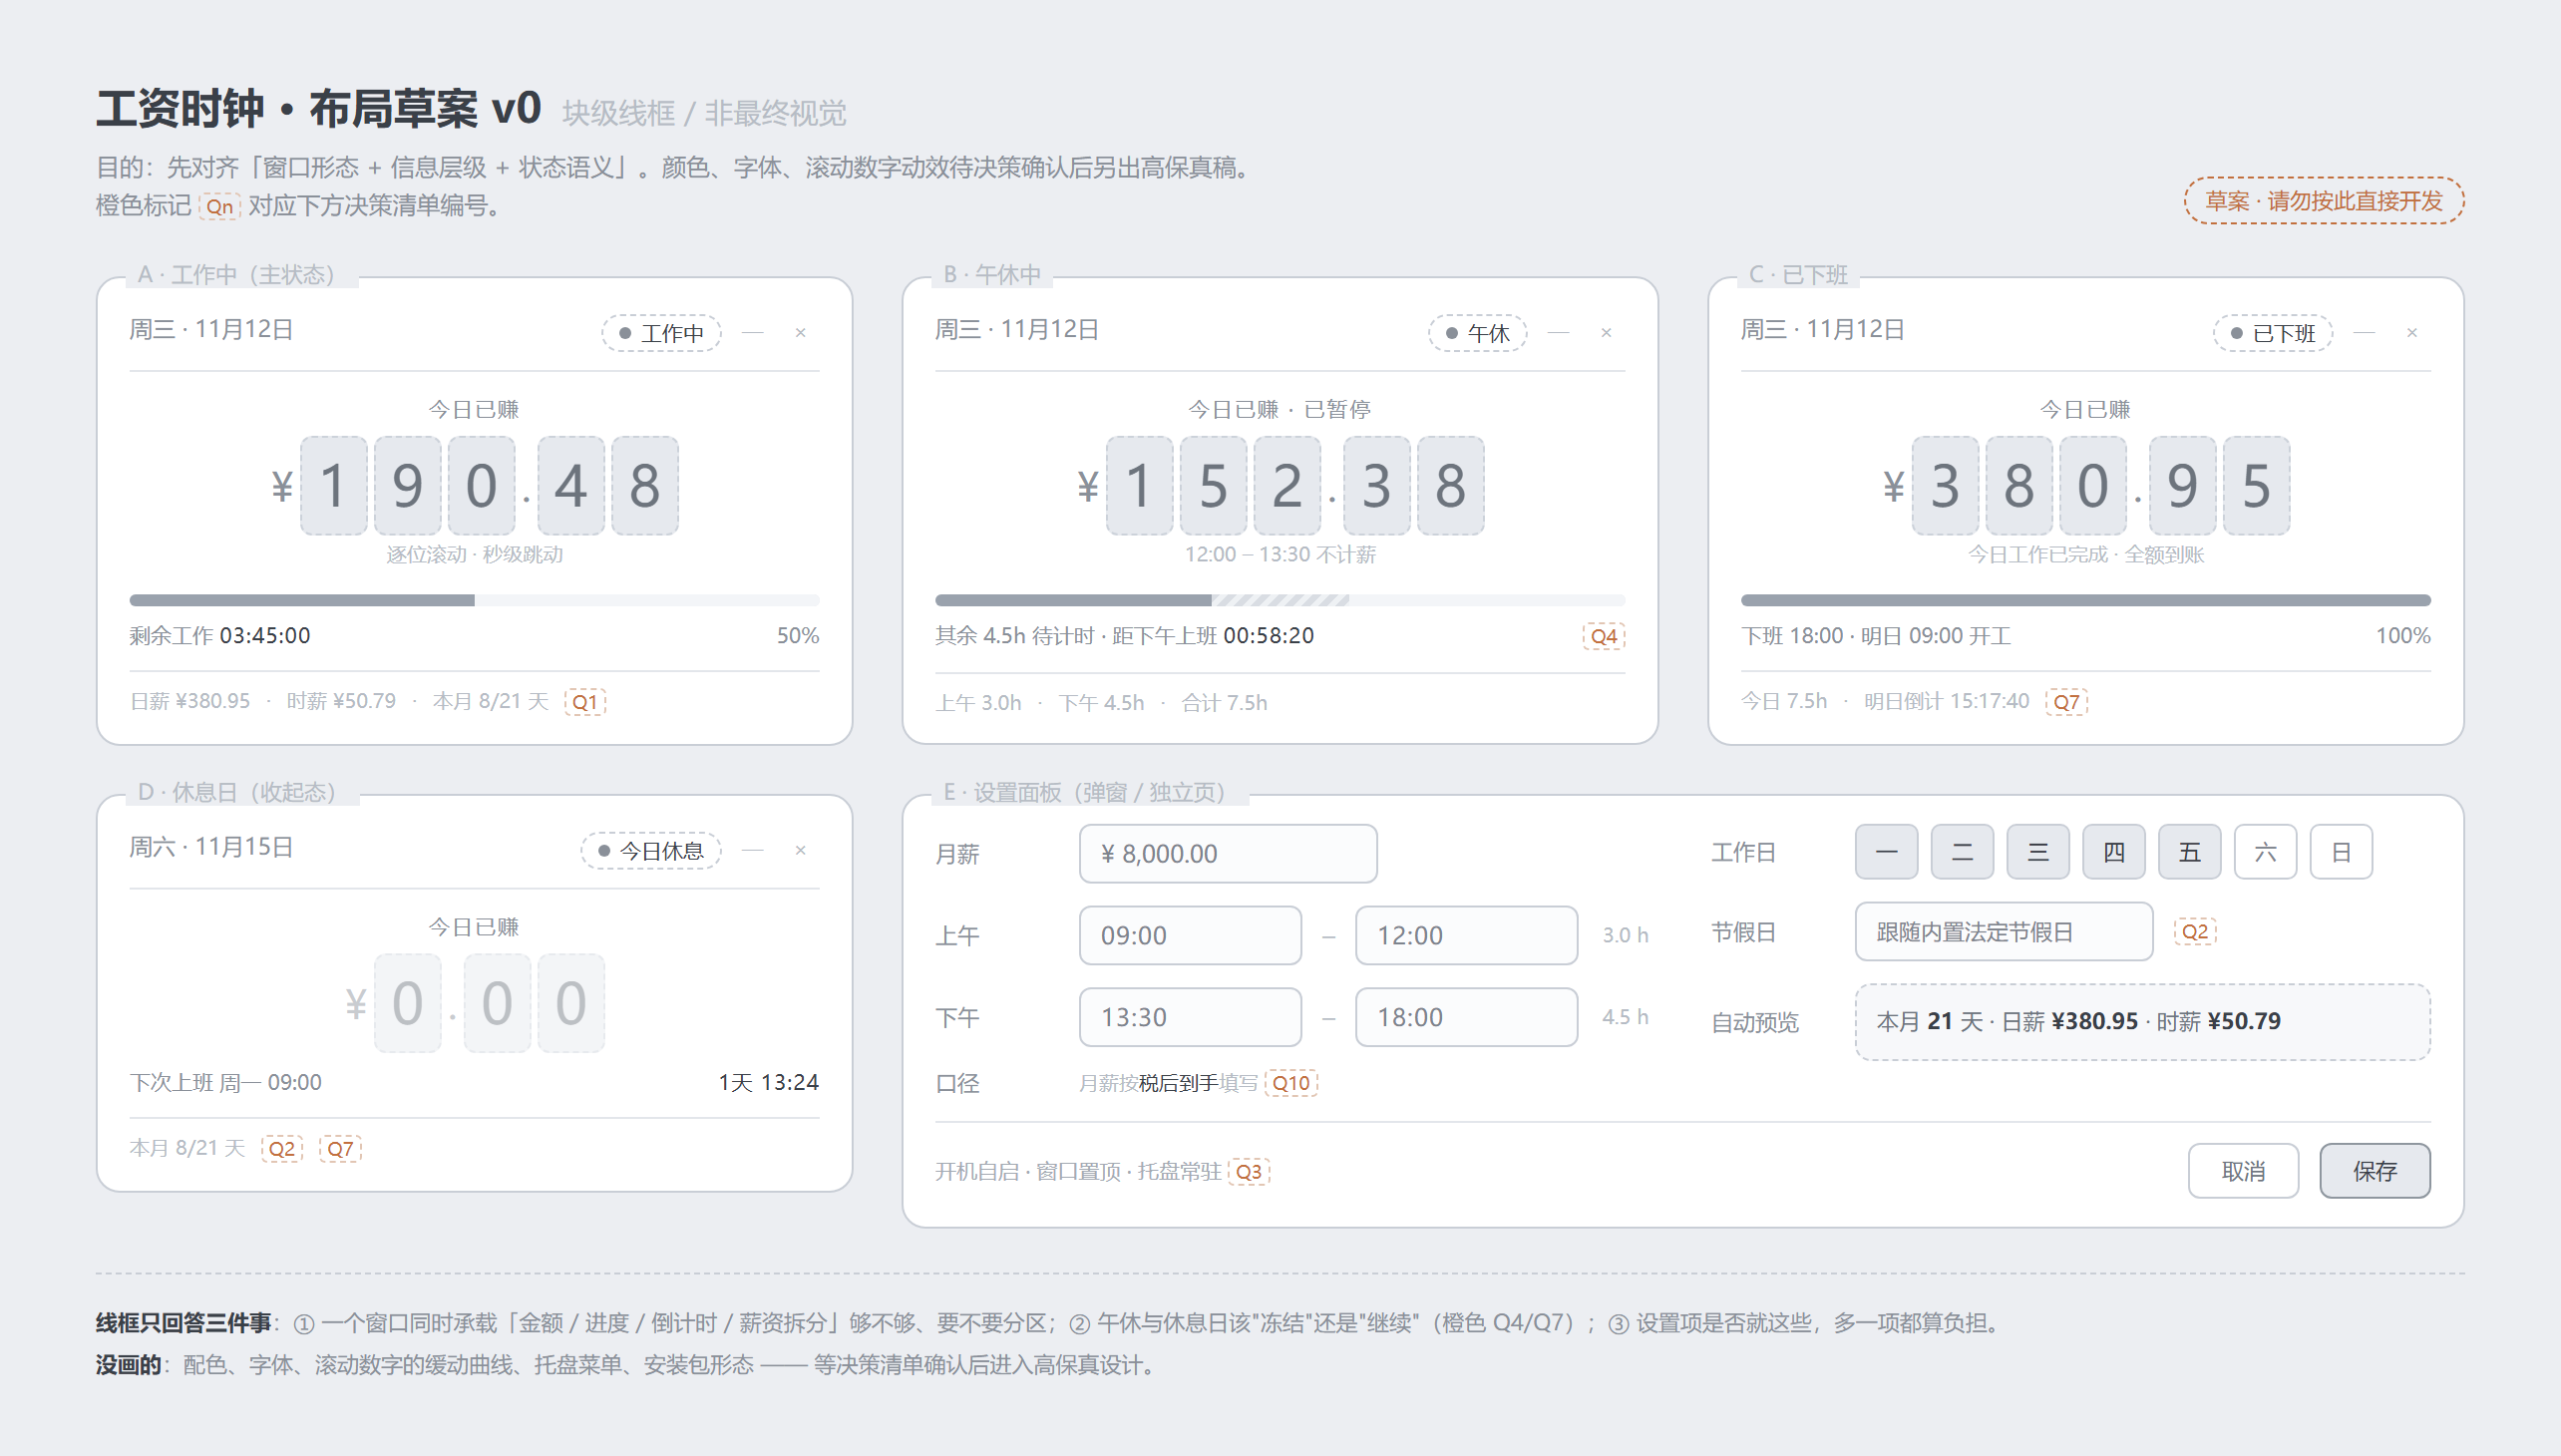 工资时钟 · 布局草案 v0 块级线框 / 非最终视觉
目的：先对齐「窗口形态 + 信息层级 + 状态语义」。颜色、字体、滚动数字动效待决策确认后另出高保真稿。
橙色标记 Qn 对应下方决策清单编号。
草案 · 请勿按此直接开发
A · 工作中（主状态）
周三 · 11月12日 工作中 — ×
今日已赚
¥ 190.48
逐位滚动 · 秒级跳动
剩余工作 03:45:00 50%
日薪 ¥380.95 · 时薪 ¥50.79 · 本月 8/21 天 Q1
B · 午休中
周三 · 11月12日 午休 — ×
今日已赚 · 已暂停
¥ 152.38
12:00 – 13:30 不计薪
其余 4.5h 待计时 · 距下午上班 00:58:20 Q4
上午 3.0h · 下午 4.5h · 合计 7.5h
C · 已下班
周三 · 11月12日 已下班 — ×
今日已赚
¥ 380.95
今日工作已完成 · 全额到账
下班 18:00 · 明日 09:00 开工 100%
今日 7.5h · 明日倒计 15:17:40 Q7
D · 休息日（收起态）
周六 · 11月15日 今日休息 — ×
今日已赚
¥ 0.00
下次上班 周一 09:00 1天 13:24
本月 8/21 天 Q2 Q7
E · 设置面板（弹窗 / 独立页）
月薪 ¥ 8,000.00
上午 09:00 – 12:00 3.0 h
下午 13:30 – 18:00 4.5 h
口径 月薪按税后到手填写 Q10
工作日 一 二 三 四 五 六 日
节假日 跟随内置法定节假日 Q2
自动预览 本月 21 天 · 日薪 ¥380.95 · 时薪 ¥50.79
开机自启 · 窗口置顶 · 托盘常驻 Q3
取消 保存
线框只回答三件事：① 一个窗口同时承载「金额 / 进度 / 倒计时 / 薪资拆分」够不够、要不要分区；② 午休与休息日该"冻结"还是"继续"（橙色 Q4/Q7）；③ 设置项是否就这些，多一项都算负担。
没画的：配色、字体、滚动数字的缓动曲线、托盘菜单、安装包形态 —— 等决策清单确认后进入高保真设计。